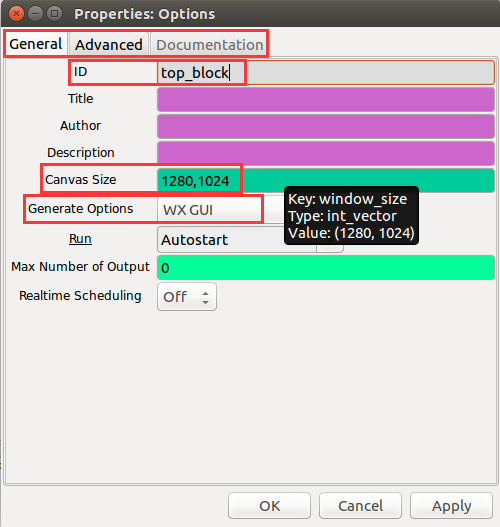 Properties: Options
General Advanced Documentation
ID top_block
Title
Author
Description
Canvas Size 1280,1024
Generate Options WX GUI
Key: window_size
Type: int_vector
Value: (1280, 1024)
Run Autostart
Max Number of Output 0
Realtime Scheduling Off
OK Cancel Apply